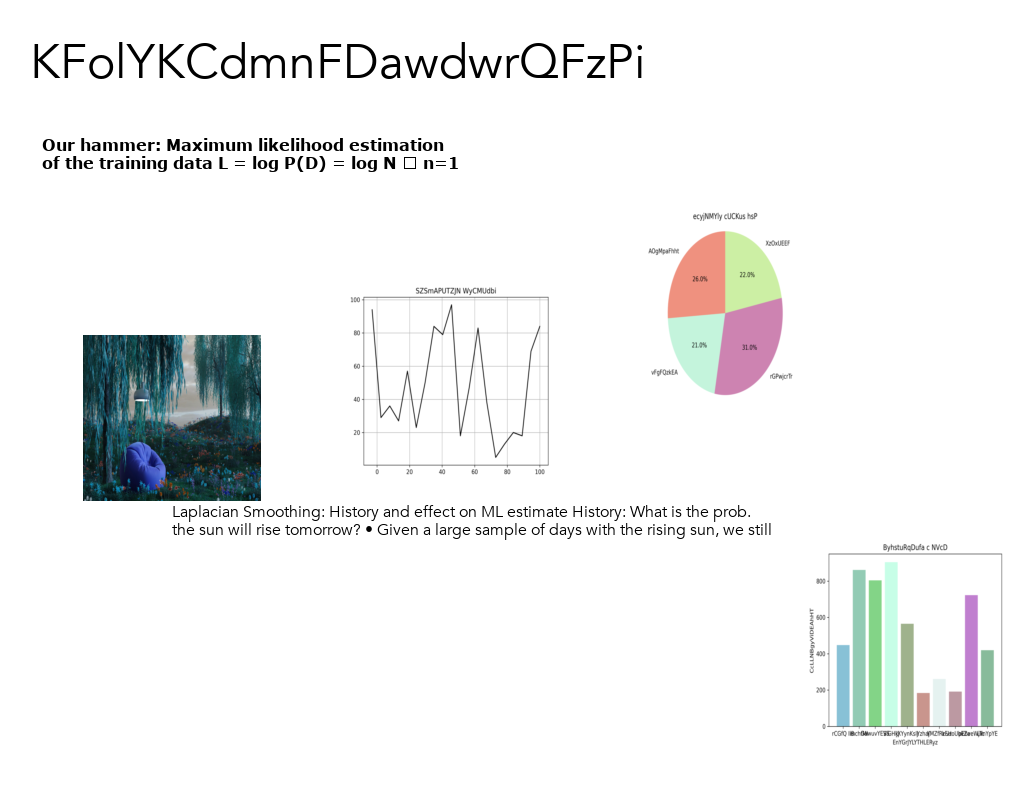 KFolYKCdmnFDawdwrQFzPi
Our hammer: Maximum likelihood estimation
of the training data L = log P(D) = log N □ n=1
ecyjNMYly cUCKus hsP
XzOxUEEF
AOgMpaFhht
22.0%
26.0%
21.0%
31.0%
vFgFQzkEA
rGPwjcrTr
SZSmAPUTZJN WyCMUdbi
100
80
60
40
20
0 20 40 60 80 100
Laplacian Smoothing: History and effect on ML estimate History: What is the prob.
the sun will rise tomorrow? • Given a large sample of days with the rising sun, we still
ByhstuRqDufa c NVcD
800
600
400
200
0
rCGfQ
EnYGrJYLYTHLERyz